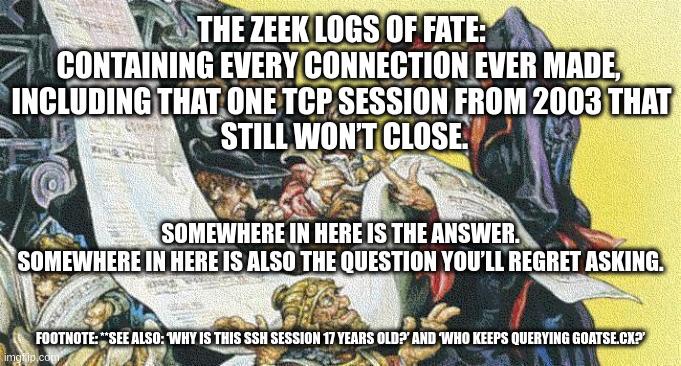 THE ZEEK LOGS OF FATE:
CONTAINING EVERY CONNECTION EVER MADE,
INCLUDING THAT ONE TCP SESSION FROM 2003 THAT
STILL WON'T CLOSE.
SOMEWHERE IN HERE IS THE ANSWER.
SOMEWHERE IN HERE IS ALSO THE QUESTION YOU'LL REGRET ASKING.
FOOTNOTE: **SEE ALSO: 'WHY IS THIS SSH SESSION 17 YEARS OLD?' AND 'WHO KEEPS QUERYING GOATSE.CX?'
imgflip.com